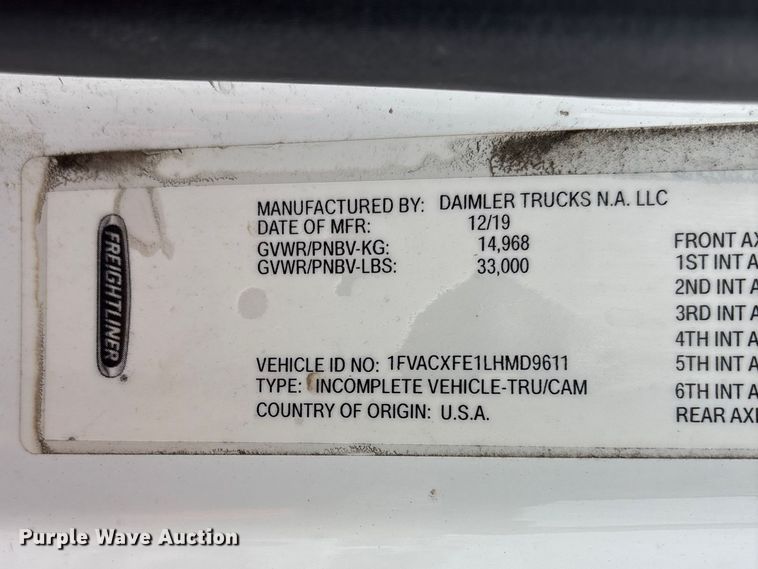 FREIGHTLINER
MANUFACTURED BY: DAIMLER TRUCKS N.A. LLC
DATE OF MFR: 12/19
GVWR/PNBV-KG: 14,968
GVWR/PNBV-LBS: 33,000
VEHICLE ID NO: 1FVACXFE1LHMD9611
TYPE: INCOMPLETE VEHICLE-TRU/CAM
COUNTRY OF ORIGIN: U.S.A.
FRONT AX
1ST INT A
2ND INT A
3RD INT A
4TH INT A
5TH INT A
6TH INT A
REAR AXE
Purple Wave Auction